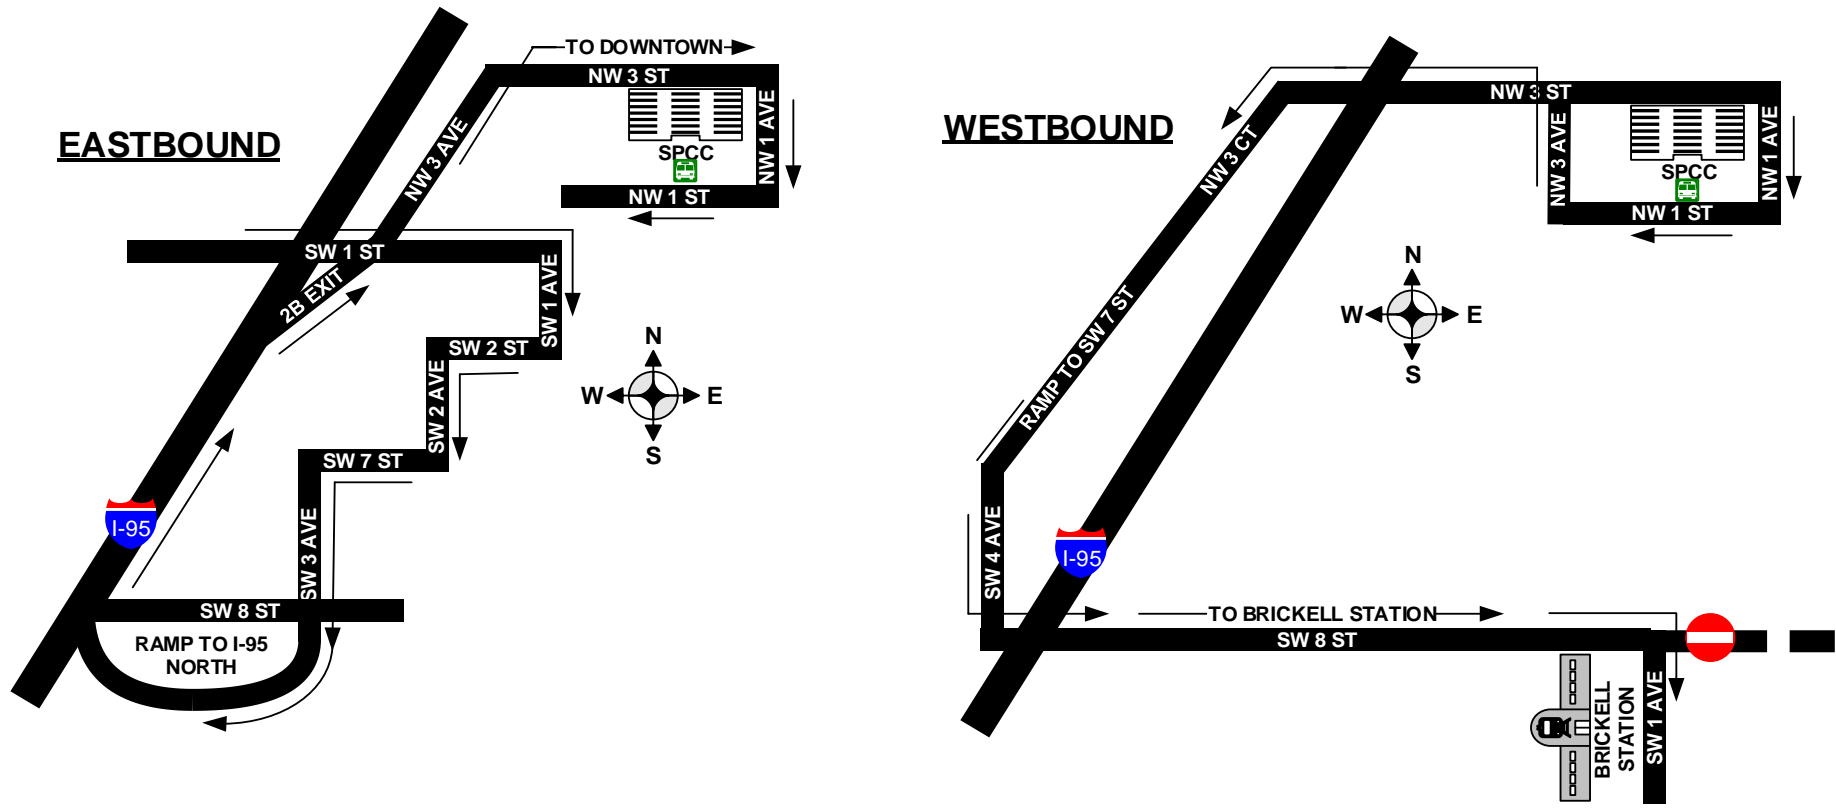 EASTBOUND
TO DOWNTOWN
NW 3 ST
NW 3 AVE
NW 1 AVE
SPCC
NW 1 ST
SW 1 ST
2B EXIT
SW 1 AVE
SW 2 ST
SW 2 AVE
SW 7 ST
SW 3 AVE
I-95
SW 8 ST
RAMP TO I-95
NORTH
N
W
E
S
WESTBOUND
NW 3 ST
NW 3 CT
NW 3 AVE
NW 1 AVE
SPCC
NW 1 ST
N
W
E
S
RAMP TO SW 7 ST
SW 4 AVE
I-95
TO BRICKELL STATION
SW 8 ST
BRICKELL
STATION
SW 1 AVE